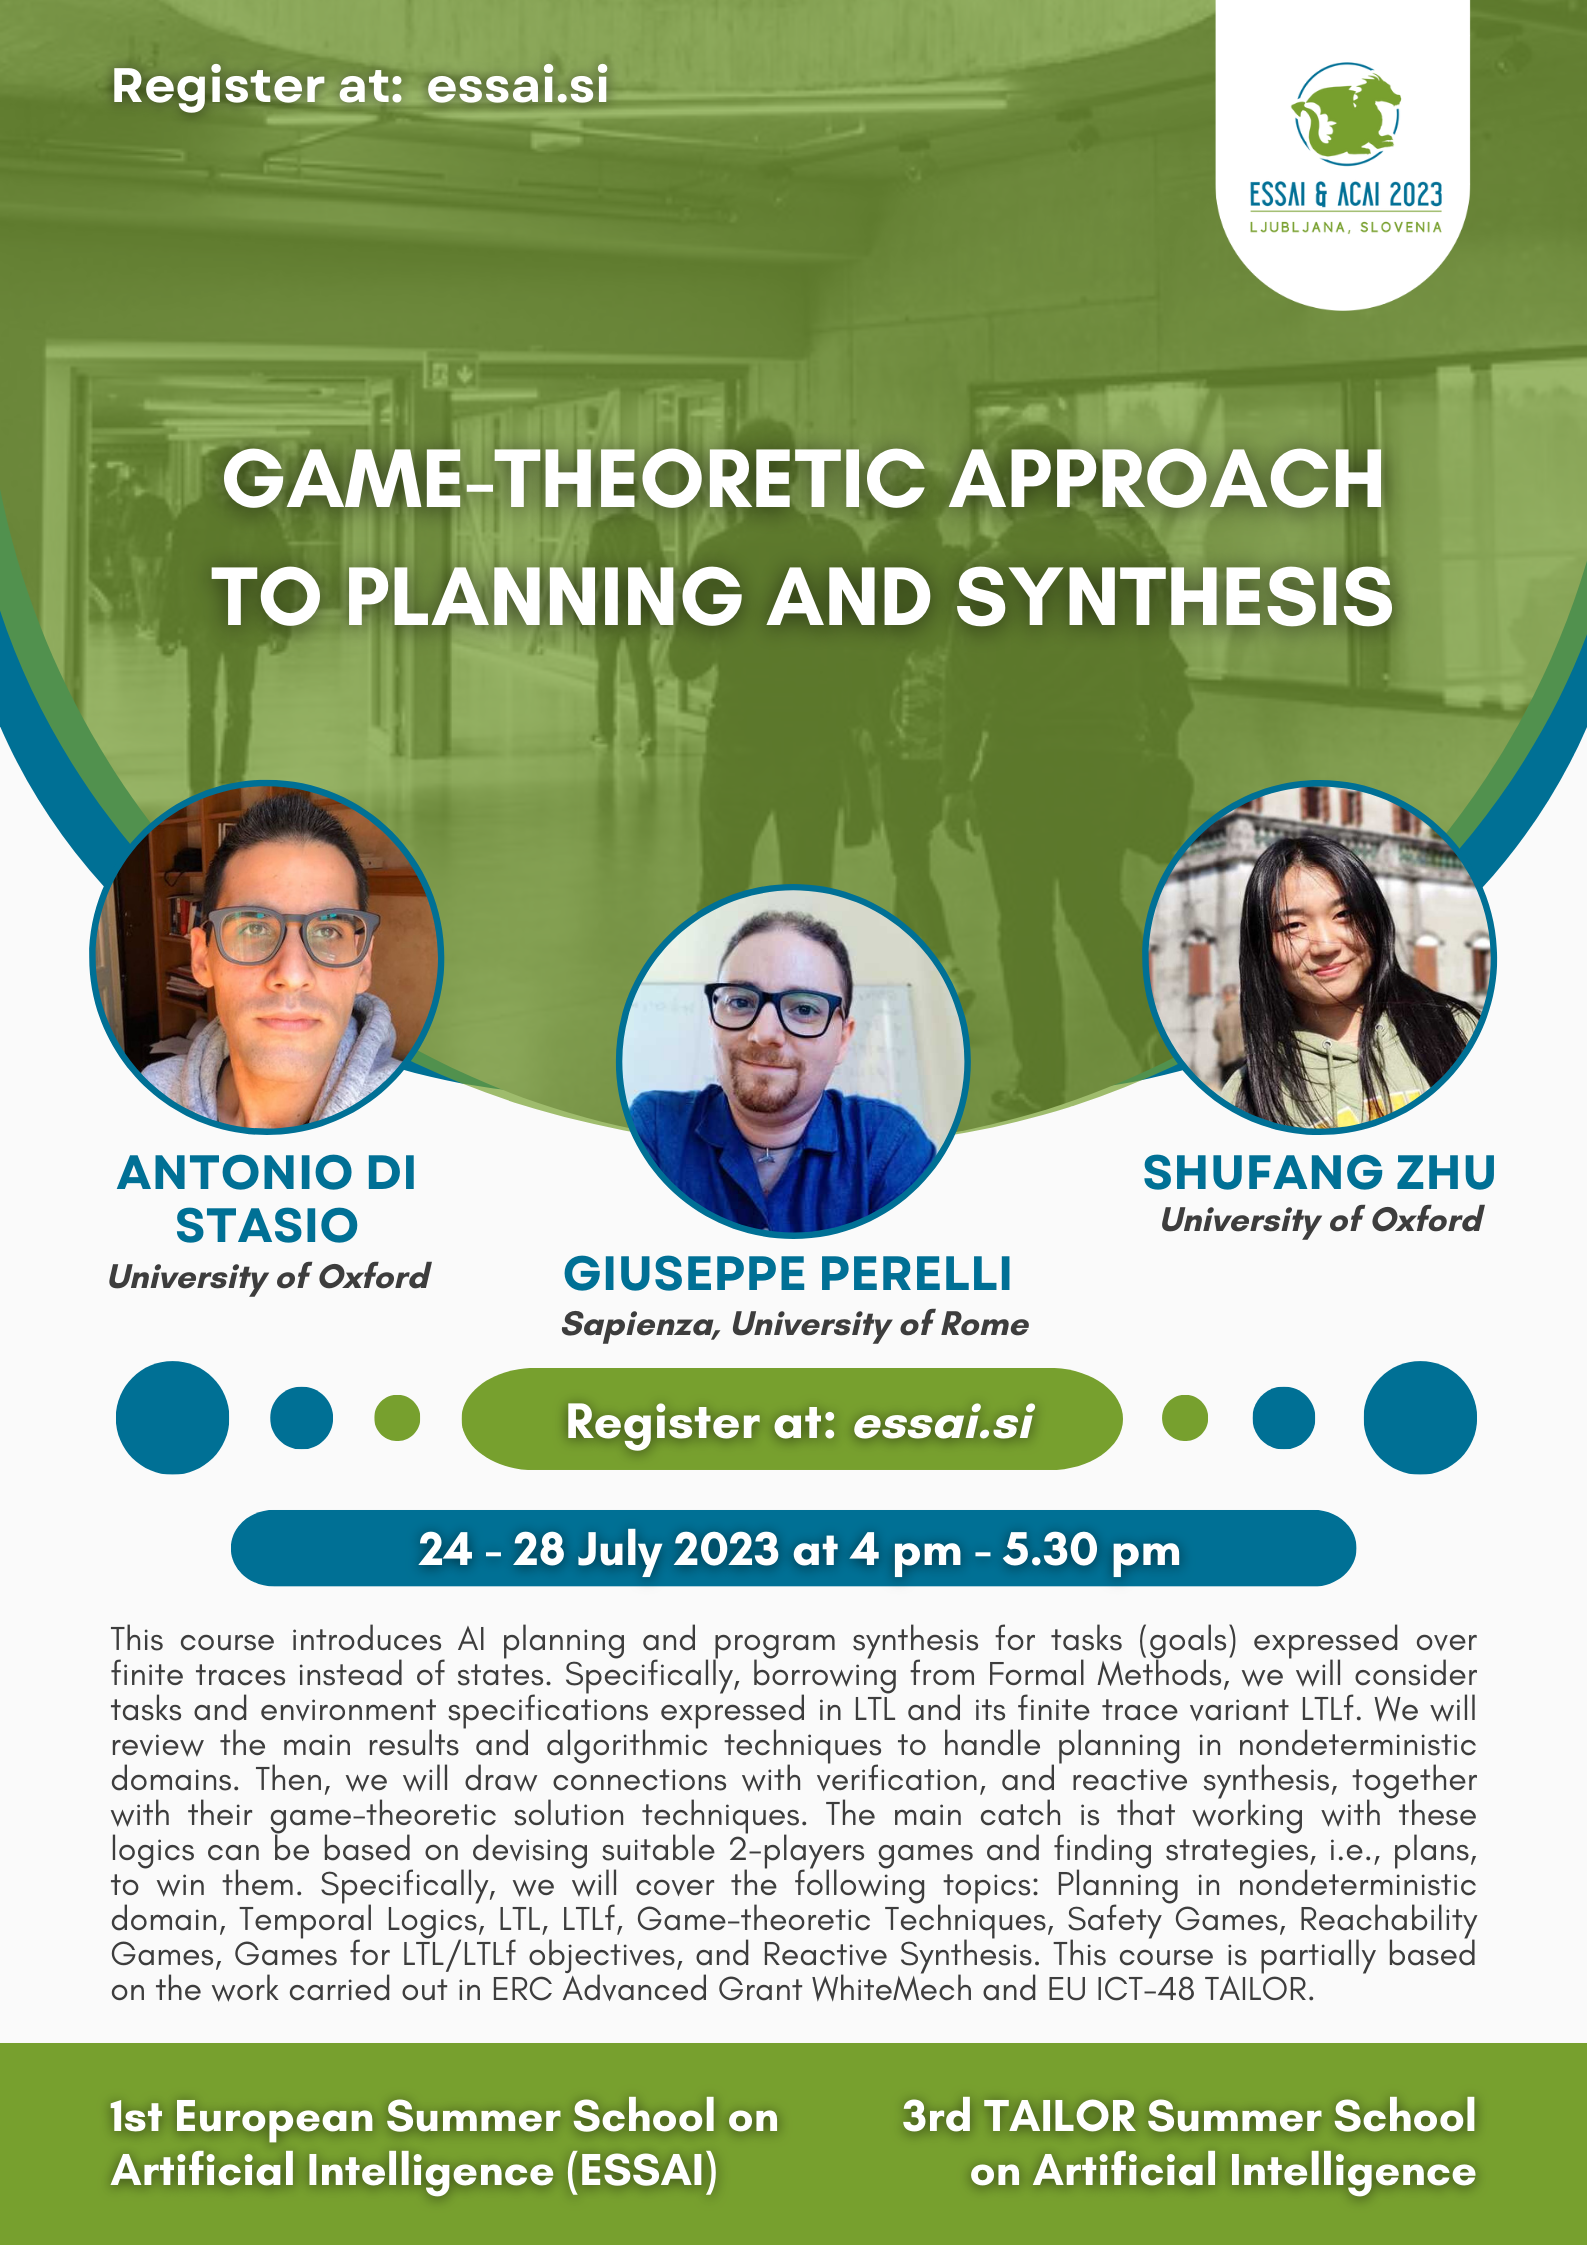 Register at: essai.si
ESSAI & ACAI 2023
LJUBLJANA, SLOVENIA
GAME-THEORETIC APPROACH
TO PLANNING AND SYNTHESIS
ANTONIO DI
STASIO
University of Oxford
GIUSEPPE PERELLI
Sapienza, University of Rome
SHUFANG ZHU
University of Oxford
Register at: essai.si
24 - 28 July 2023 at 4 pm - 5.30 pm
This course introduces AI planning and program synthesis for tasks (goals) expressed over
finite traces instead of states. Specifically, borrowing from Formal Methods, we will consider
tasks and environment specifications expressed in LTL and its finite trace variant LTLf. We will
review the main results and algorithmic techniques to handle planning in nondeterministic
domains. Then, we will draw connections with verification, and reactive synthesis, together
with their game-theoretic solution techniques. The main catch is that working with these
logics can be based on devising suitable 2-players games and finding strategies, i.e., plans,
to win them. Specifically, we will cover the following topics: Planning in nondeterministic
domain, Temporal Logics, LTL, LTLf, Game-theoretic Techniques, Safety Games, Reachability
Games, Games for LTL/LTLf objectives, and Reactive Synthesis. This course is partially based
on the work carried out in ERC Advanced Grant WhiteMech and EU ICT-48 TAILOR.
1st European Summer School on
Artificial Intelligence (ESSAI)
3rd TAILOR Summer School
on Artificial Intelligence